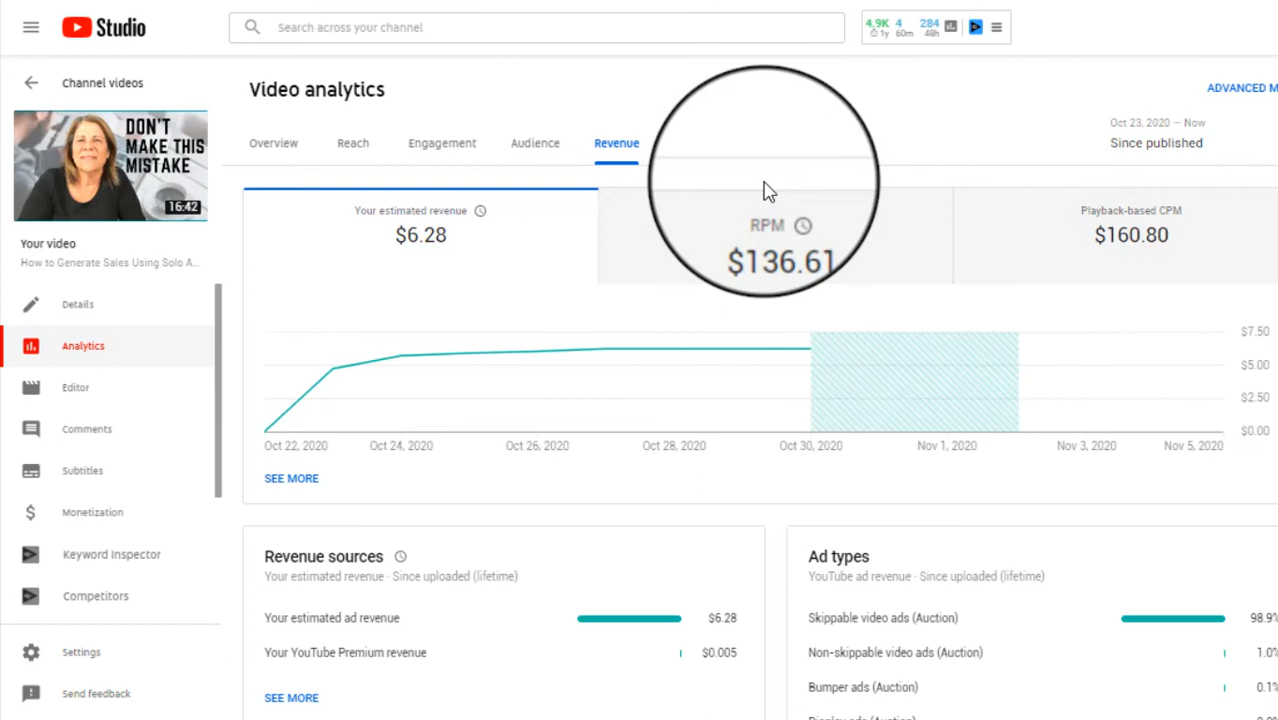 Studio
Search across your channel
4.9K 4 284
1y 60m 48h
Channel videos
DON'T
MAKE THIS
MISTAKE
16:42
Your video
How to Generate Sales Using Solo A...
Details
Analytics
Editor
Comments
Subtitles
Monetization
Keyword Inspector
Competitors
Settings
Send feedback
Video analytics
ADVANCED M
Oct 23, 2020 – Now
Since published
Overview Reach Engagement Audience Revenue
Your estimated revenue
$6.28
RPM
$136.61
Playback-based CPM
$160.80
$7.50
$5.00
$2.50
$0.00
Oct 22, 2020 Oct 24, 2020 Oct 26, 2020 Oct 28, 2020 Oct 30, 2020 Nov 1, 2020 Nov 3, 2020 Nov 5, 2020
SEE MORE
Revenue sources
Your estimated revenue · Since uploaded (lifetime)
Your estimated ad revenue $6.28
Your YouTube Premium revenue $0.005
SEE MORE
Ad types
YouTube ad revenue · Since uploaded (lifetime)
Skippable video ads (Auction) 98.9%
Non-skippable video ads (Auction) 1.0%
Bumper ads (Auction) 0.1%